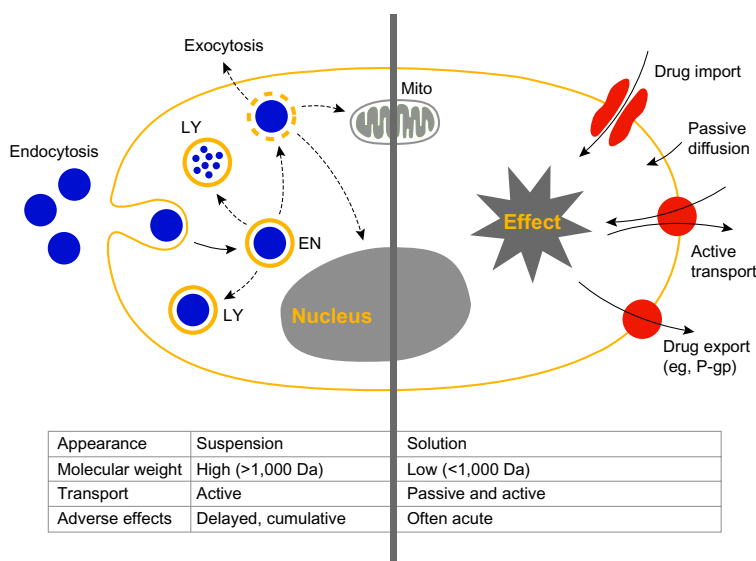 Exocytosis
Mito
Drug import
LY
Passive
diffusion
Endocytosis
EN
Effect
Active
transport
LY
Nucleus
Drug export
(eg, P-gp)
Appearance Suspension Solution
Molecular weight High (>1,000 Da) Low (<1,000 Da)
Transport Active Passive and active
Adverse effects Delayed, cumulative Often acute